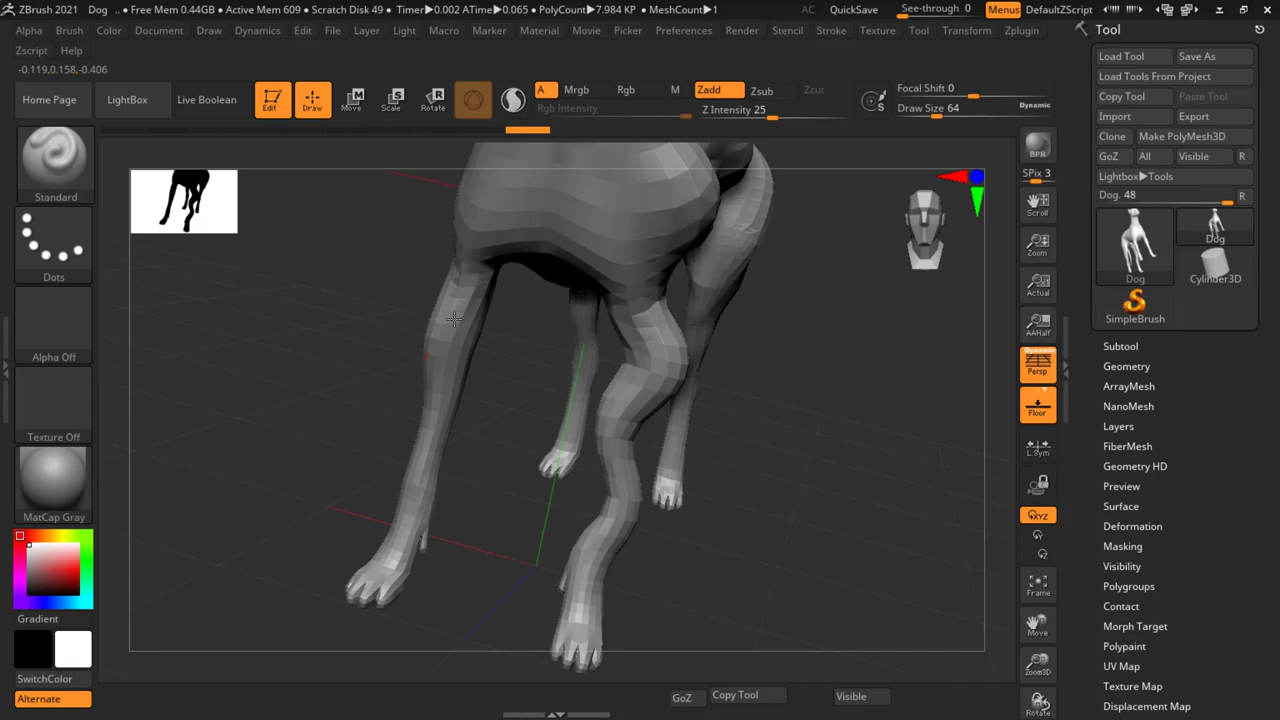 ZBrush 2021 Dog .. • Free Mem 0.44GB • Active Mem 609 • Scratch Disk 49 • Timer▶0.002 ATime▶0.065 • PolyCount▶7.984 KP • MeshCount▶1 AC QuickSave See-through 0 Menus DefaultZScript
Alpha Brush Color Document Draw Dynamics Edit File Layer Light Macro Marker Material Movie Picker Preferences Render Stencil Stroke Texture Tool Transform Zplugin
Zscript Help
-0.119,0.158,-0.406
Home Page LightBox Live Boolean Edit Draw Move Scale Rotate
A Mrgb Rgb M Zadd Zsub Zcut Focal Shift 0
Rgb Intensity Z Intensity 25 Draw Size 64 Dynamic
Standard
Dots
Alpha Off
Texture Off
MatCap Gray
Gradient
SwitchColor
Alternate
BPR
SPix 3
Scroll
Zoom
Actual
AAHalf
Dynamic
Persp
Floor
L.Sym
XYZ
Y
Z
Frame
Move
Zoom3D
Rotate
GoZ Copy Tool Visible
Tool
Load Tool Save As
Load Tools From Project
Copy Tool Paste Tool
Import Export
Clone Make PolyMesh3D
GoZ All Visible R
Lightbox▶Tools
Dog. 48 R
Dog
Dog
Cylinder3D
SimpleBrush
Subtool
Geometry
ArrayMesh
NanoMesh
Layers
FiberMesh
Geometry HD
Preview
Surface
Deformation
Masking
Visibility
Polygroups
Contact
Morph Target
Polypaint
UV Map
Texture Map
Displacement Map